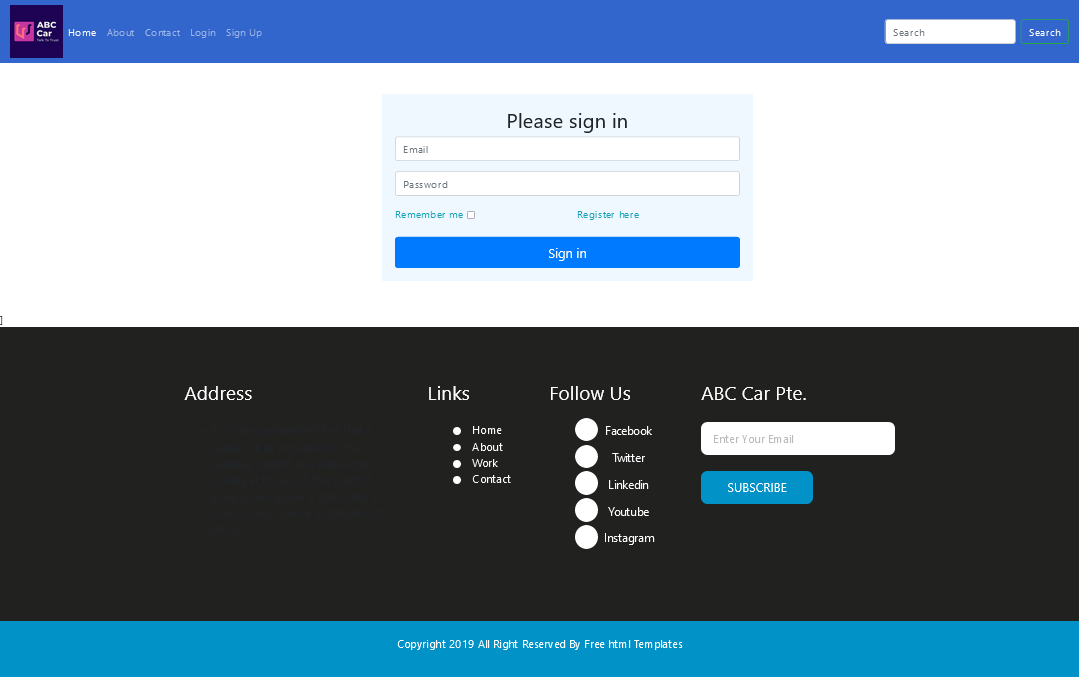 ABC
Car
Home
About
Contact
Login
Sign Up
Search
Search
Please sign in
Email
Password
Remember me
Register here
Sign in
]
Address
Links
Home
About
Work
Contact
Follow Us
Facebook
Twitter
Linkedin
Youtube
Instagram
ABC Car Pte.
Enter Your Email
SUBSCRIBE
Copyright 2019 All Right Reserved By Free html Templates